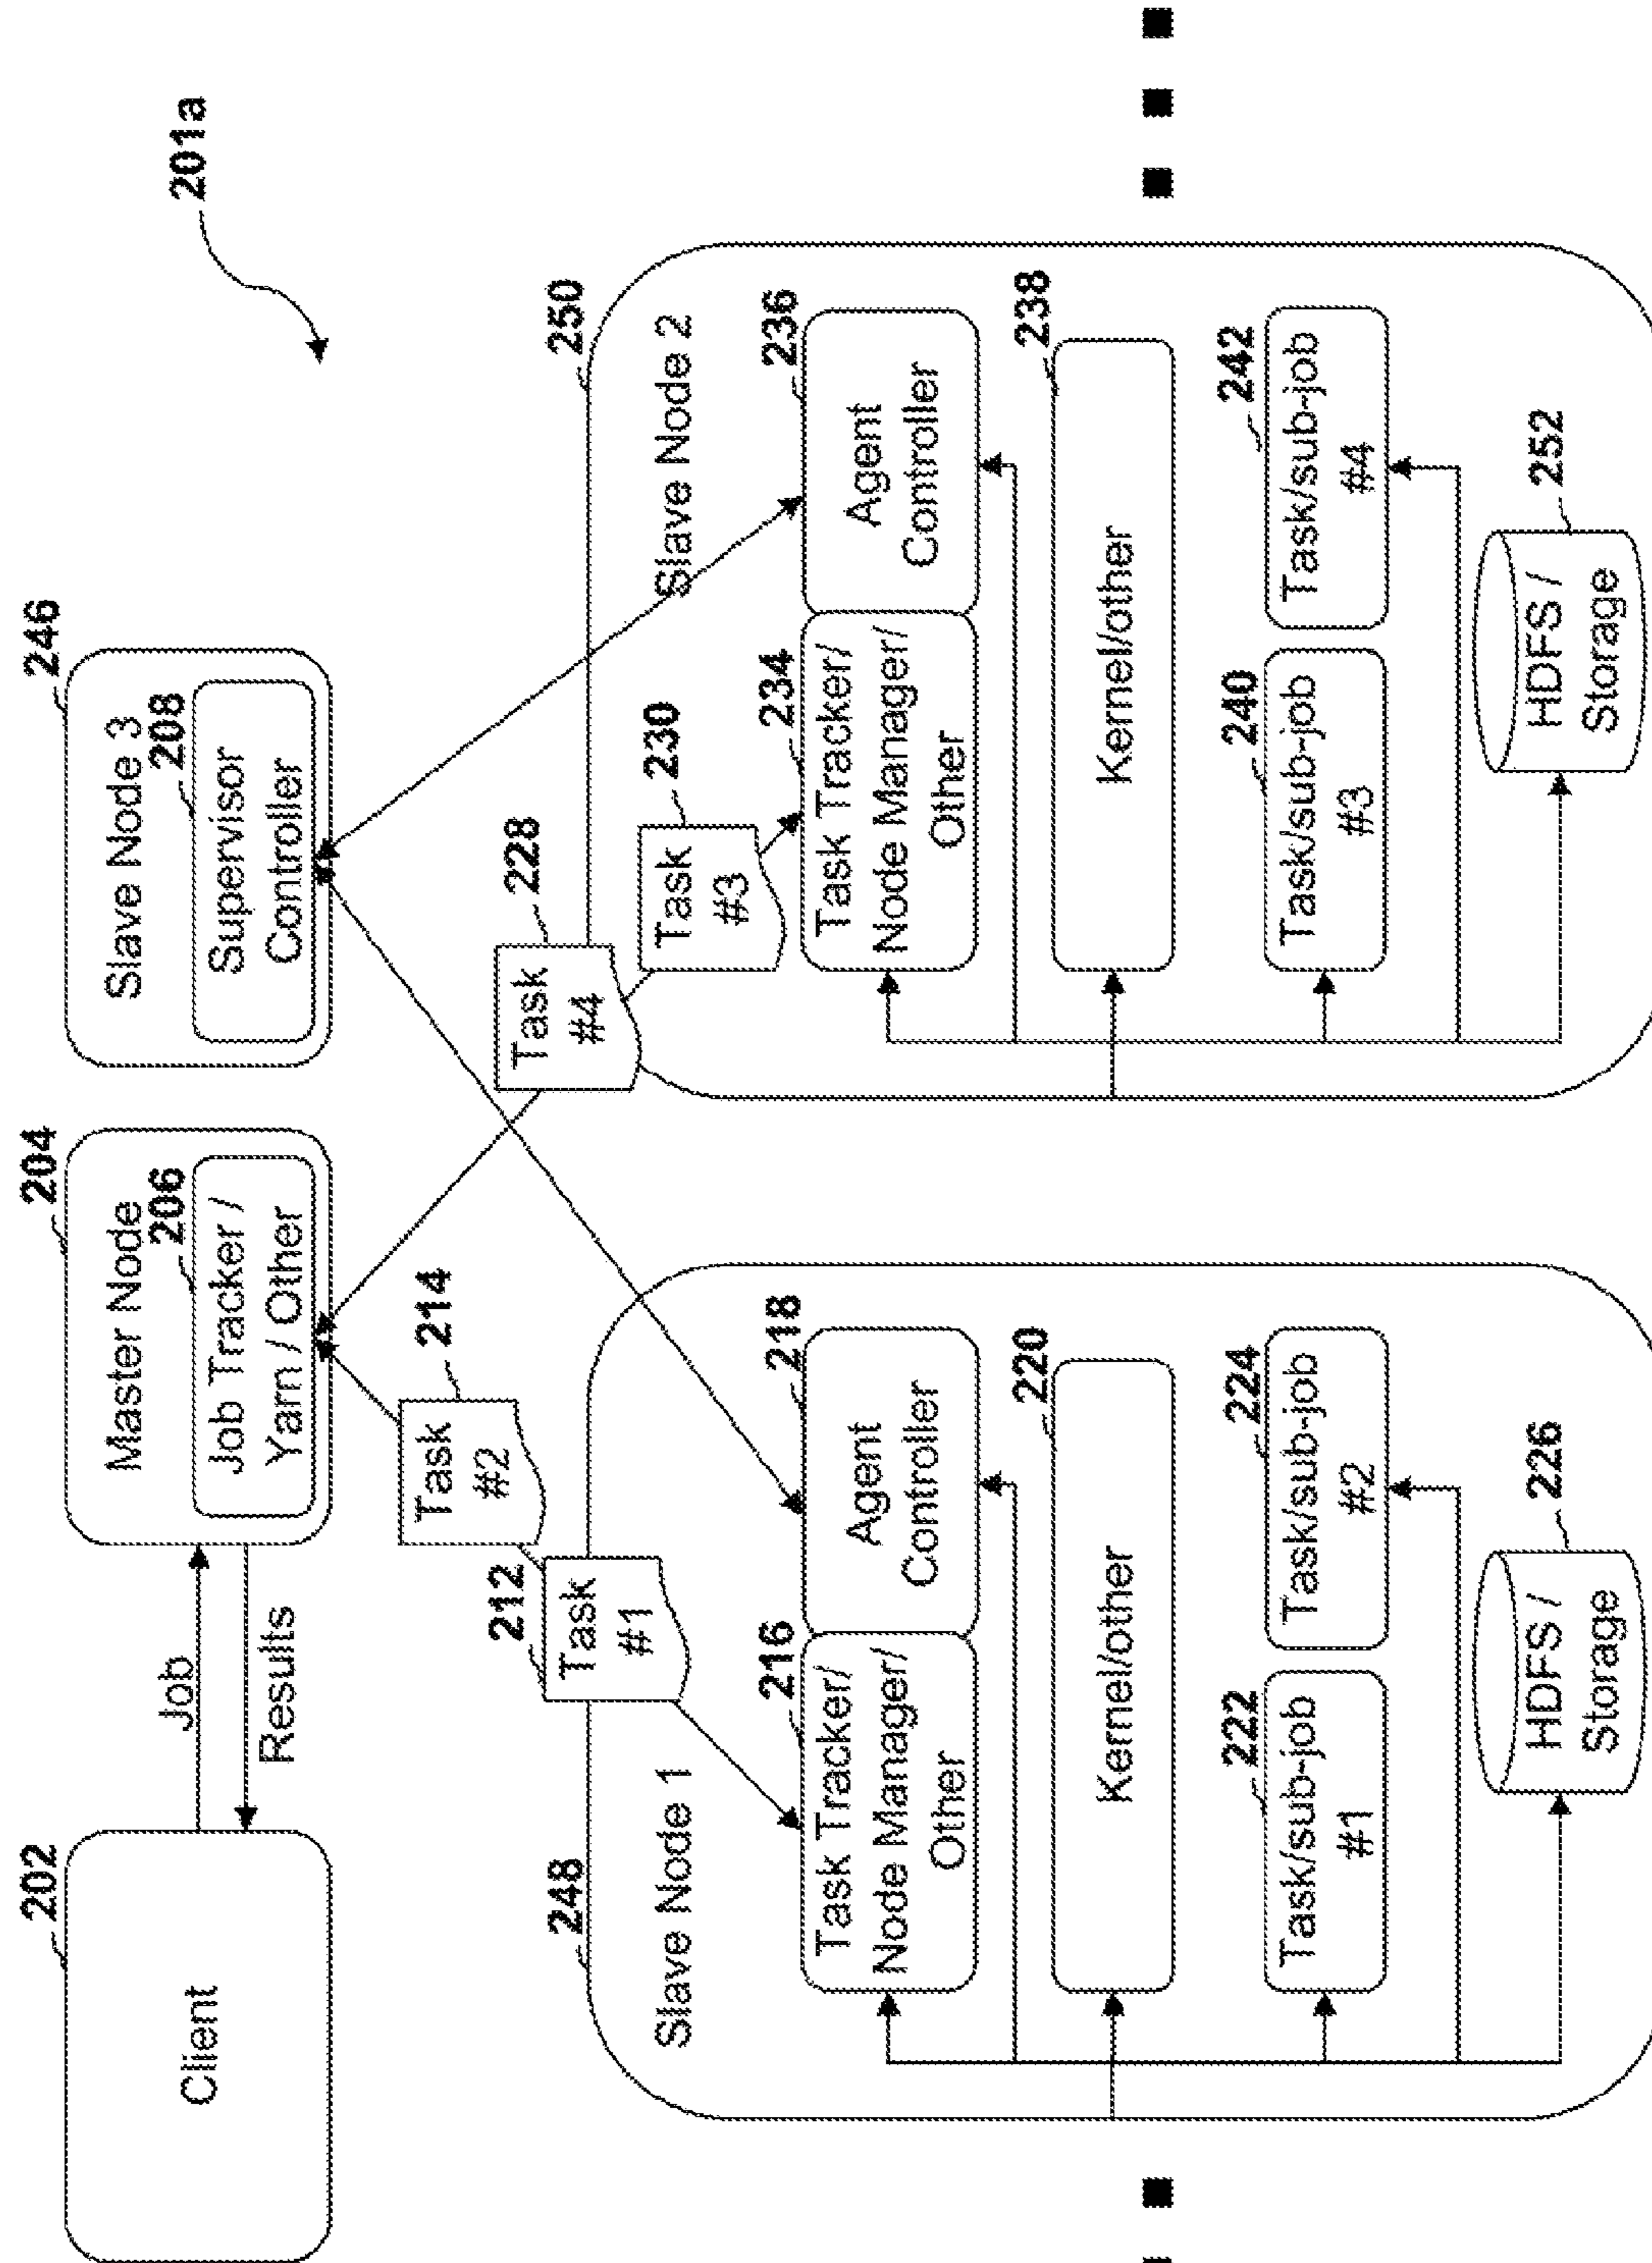 201a
202
Client
Job
Results
204
Master Node
206
Job Tracker /
Yarn / Other
246
Slave Node 3
208
Supervisor
Controller
214
Task
#2
212
Task
#1
228
Task
#4
230
Task
#3
248
Slave Node 1
216
Task Tracker/
Node Manager/
Other
218
Agent
Controller
220
Kernel/other
222
Task/sub-job
#1
224
Task/sub-job
#2
226
HDFS /
Storage
250
Slave Node 2
234
Task Tracker/
Node Manager/
Other
236
Agent
Controller
238
Kernel/other
240
Task/sub-job
#3
242
Task/sub-job
#4
252
HDFS /
Storage